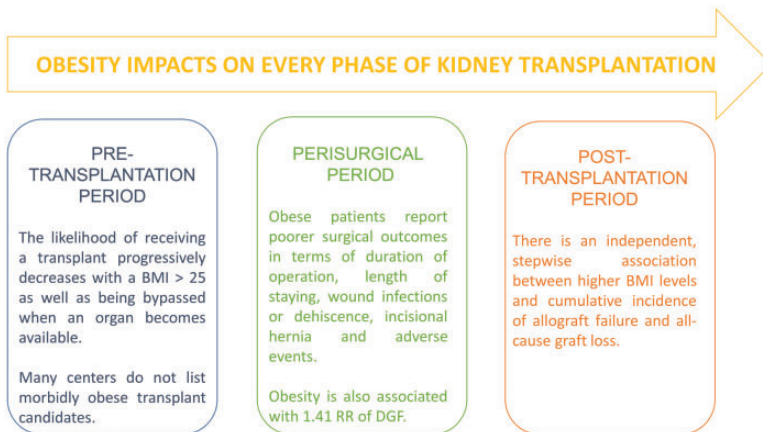 OBESITY IMPACTS ON EVERY PHASE OF KIDNEY TRANSPLANTATION
PRE-
TRANSPLANTATION
PERIOD
The likelihood of receiving
a transplant progressively
decreases with a BMI > 25
as well as being bypassed
when an organ becomes
available.
Many centers do not list
morbidly obese transplant
candidates.
PERISURGICAL
PERIOD
Obese patients report
poorer surgical outcomes
in terms of duration of
operation, length of
staying, wound infections
or dehiscence, incisional
hernia and adverse
events.
Obesity is also associated
with 1.41 RR of DGF.
POST-
TRANSPLANTATION
PERIOD
There is an independent,
stepwise association
between higher BMI levels
and cumulative incidence
of allograft failure and all-
cause graft loss.